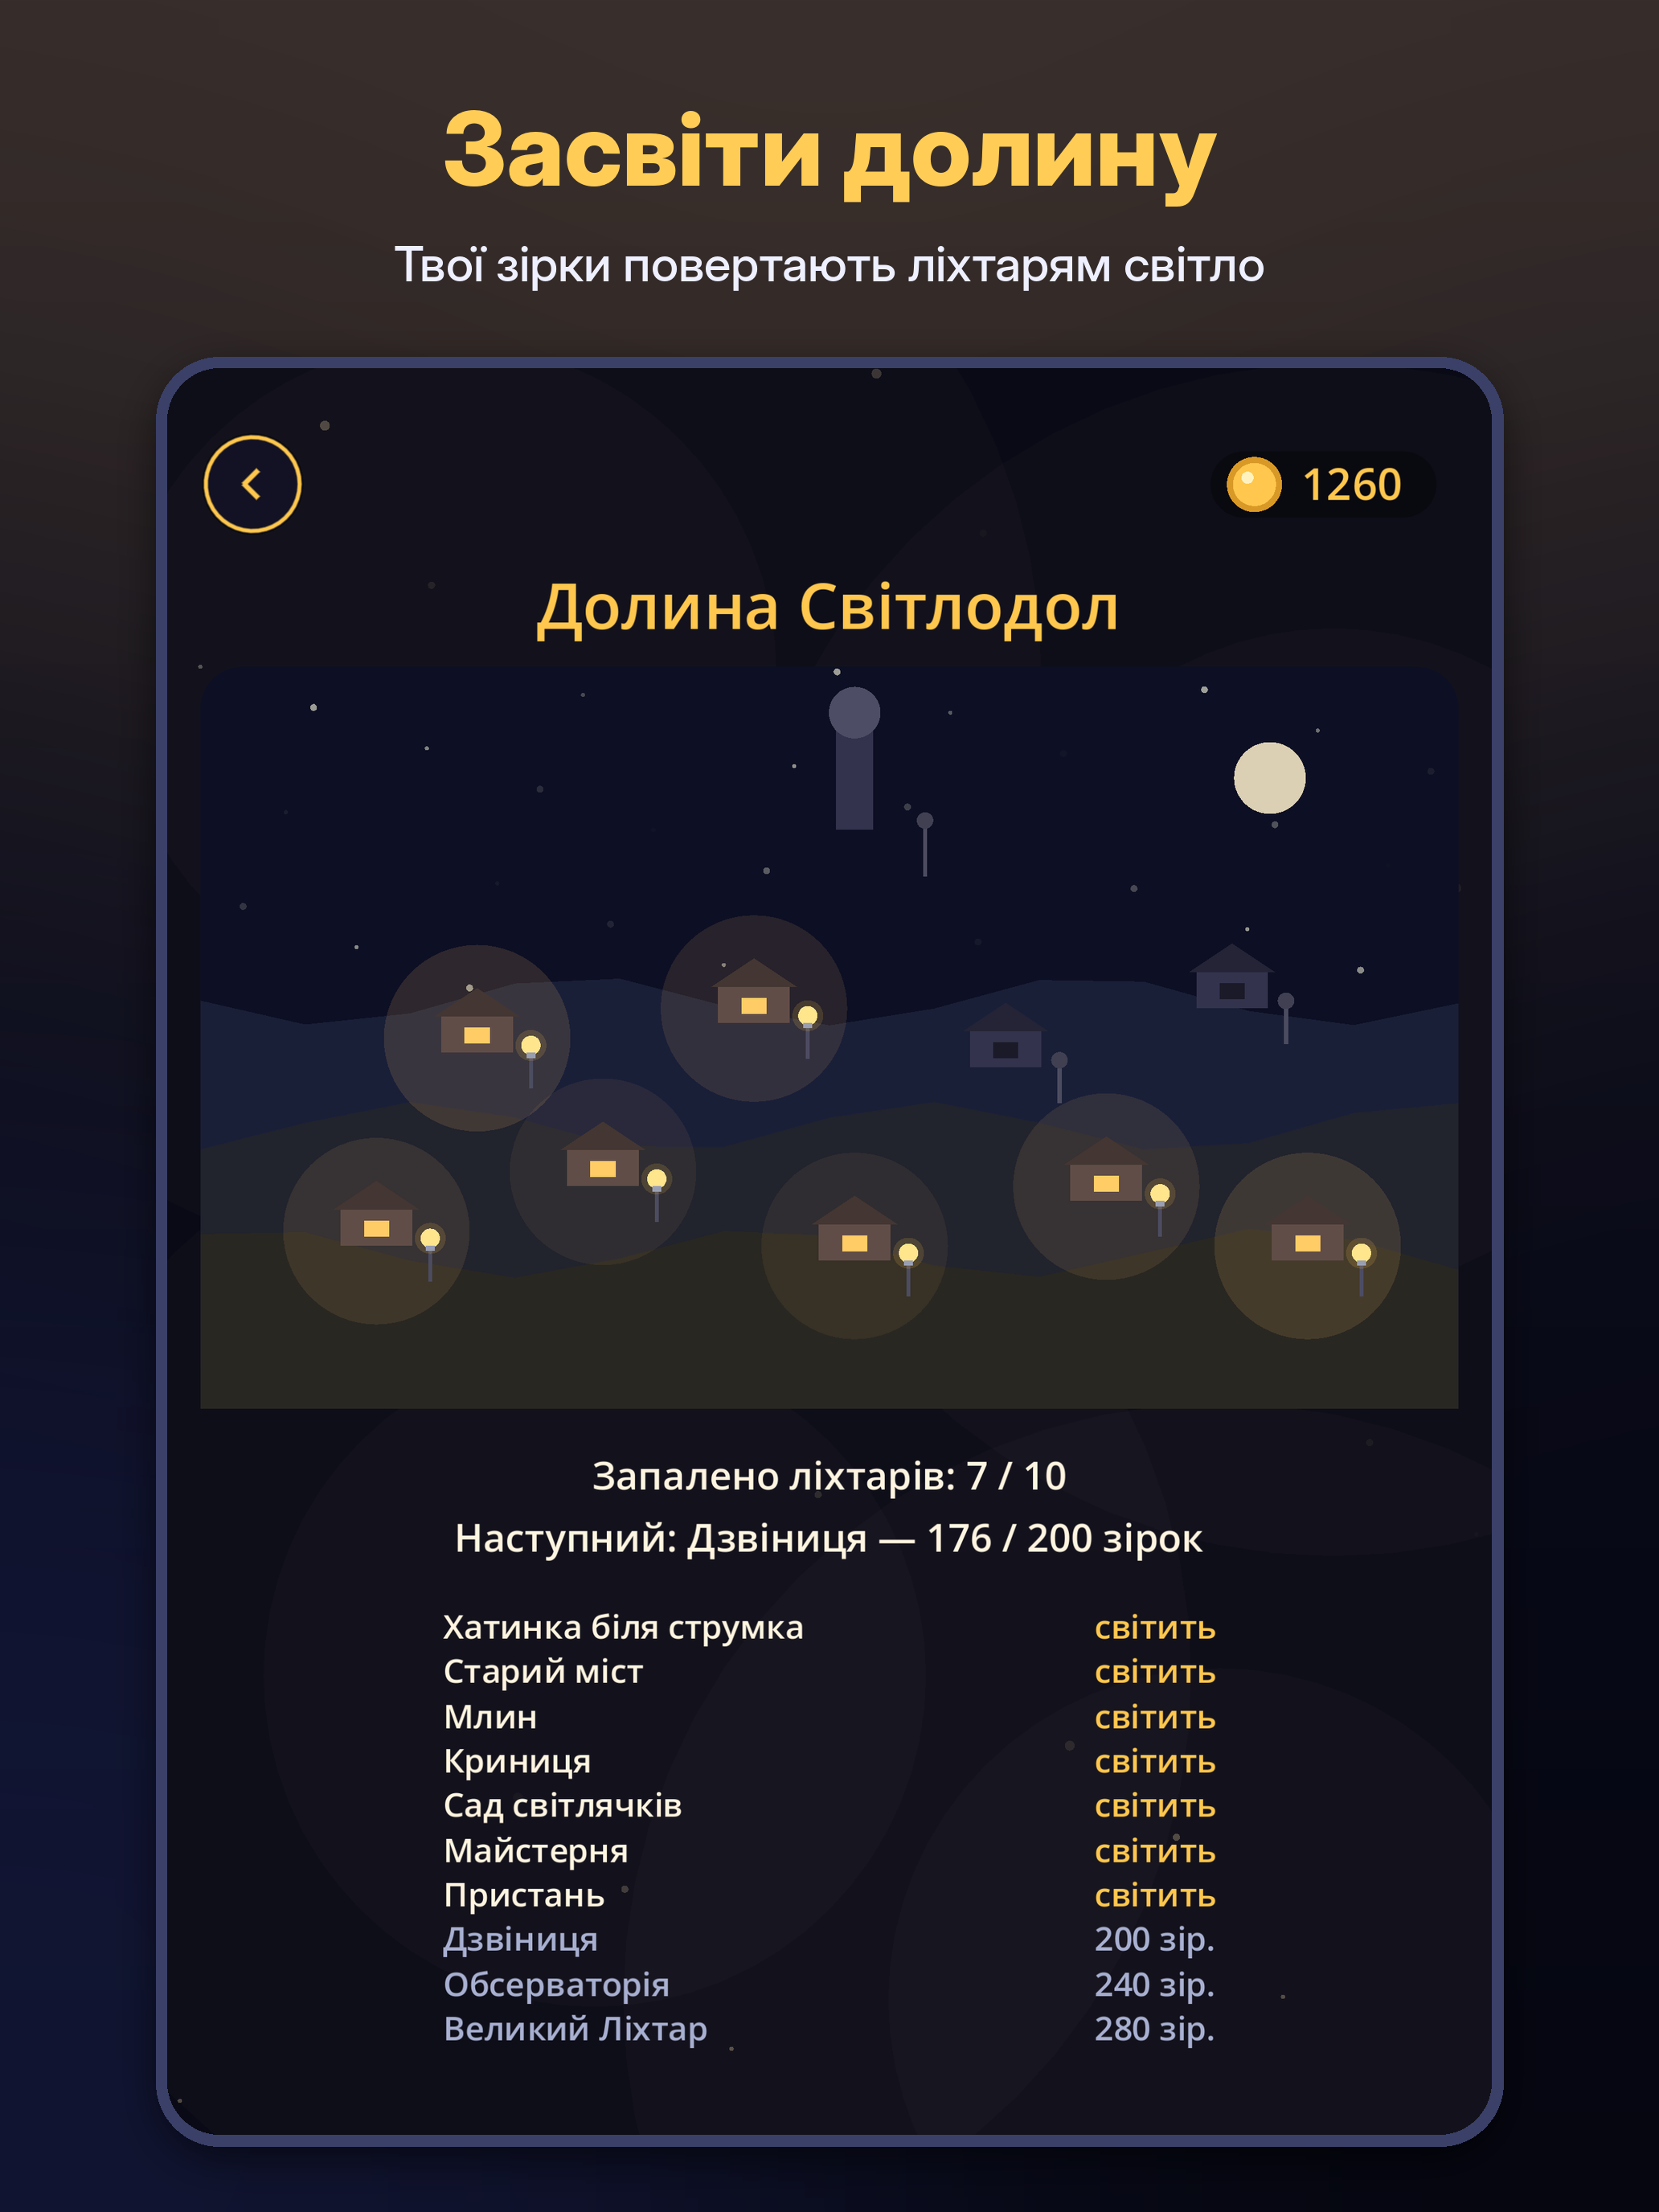 Засвіти долину
Твої зірки повертають ліхтарям світло
1260
Долина Світлодол
Запалено ліхтарів: 7 / 10
Наступний: Дзвіниця — 176 / 200 зірок
Хатинка біля струмка світить
Старий міст світить
Млин світить
Криниця світить
Сад світлячків світить
Майстерня світить
Пристань світить
Дзвіниця 200 зір.
Обсерваторія 240 зір.
Великий Ліхтар 280 зір.